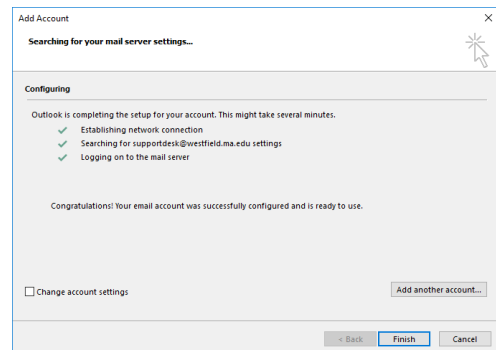 Add Account
Searching for your mail server settings...
Configuring
Outlook is completing the setup for your account. This might take several minutes.
Establishing network connection
Searching for supportdesk@westfield.ma.edu settings
Logging on to the mail server
Congratulations! Your email account was successfully configured and is ready to use.
Change account settings
Add another account...
< Back Finish Cancel